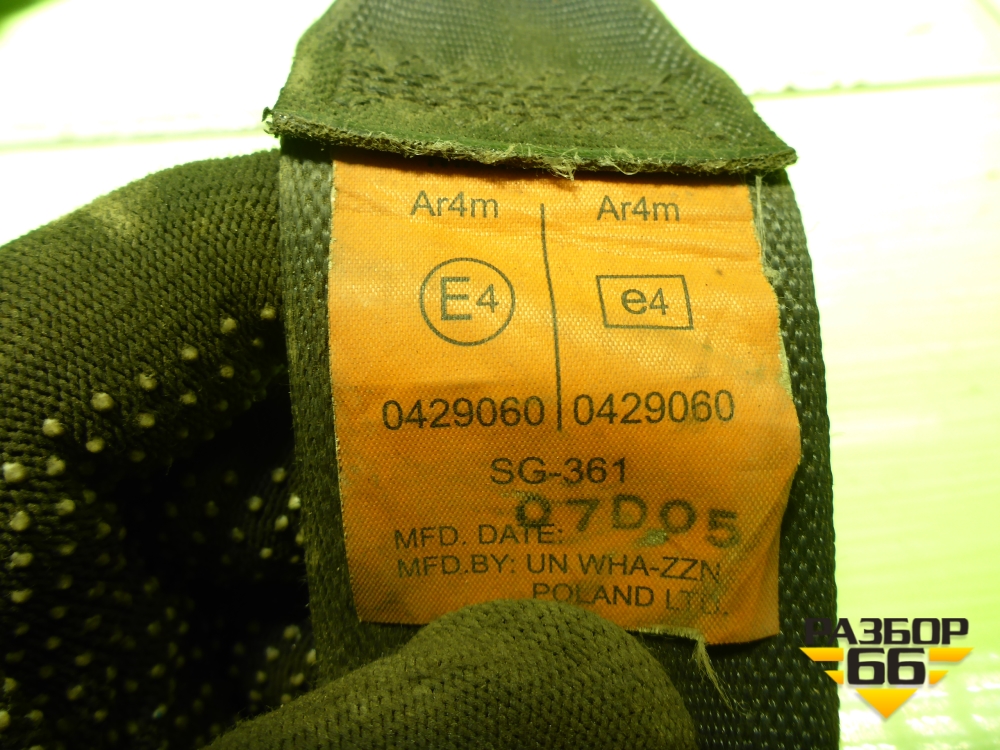 Ar4m Ar4m
E4 e4
0429060 0429060
SG-361
07D05
MFD. DATE:
MFD.BY: UN WHA-ZZN
POLAND LTD.
РАЗБОР
66